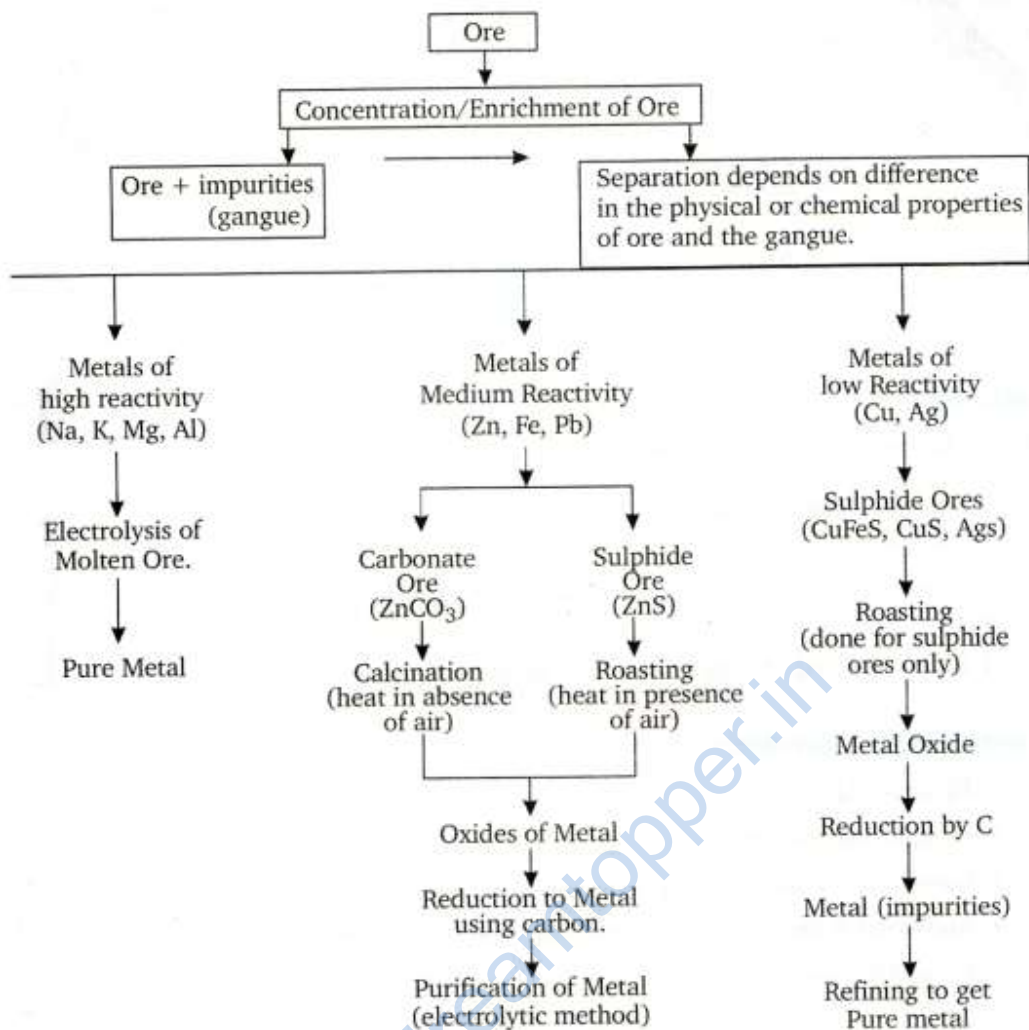 Ore
Concentration/Enrichment of Ore
Ore + impurities
(gangue)
Separation depends on difference
in the physical or chemical properties
of ore and the gangue.
Metals of
high reactivity
(Na, K, Mg, Al)
Electrolysis of
Molten Ore.
Pure Metal
Metals of
Medium Reactivity
(Zn, Fe, Pb)
Carbonate
Ore
(ZnCO₃)
Calcination
(heat in absence
of air)
Sulphide
Ore
(ZnS)
Roasting
(heat in presence
of air)
Oxides of Metal
Reduction to Metal
using carbon.
Purification of Metal
(electrolytic method)
Metals of
low Reactivity
(Cu, Ag)
Sulphide Ores
(CuFeS, CuS, Ags)
Roasting
(done for sulphide
ores only)
Metal Oxide
Reduction by C
Metal (impurities)
Refining to get
Pure metal